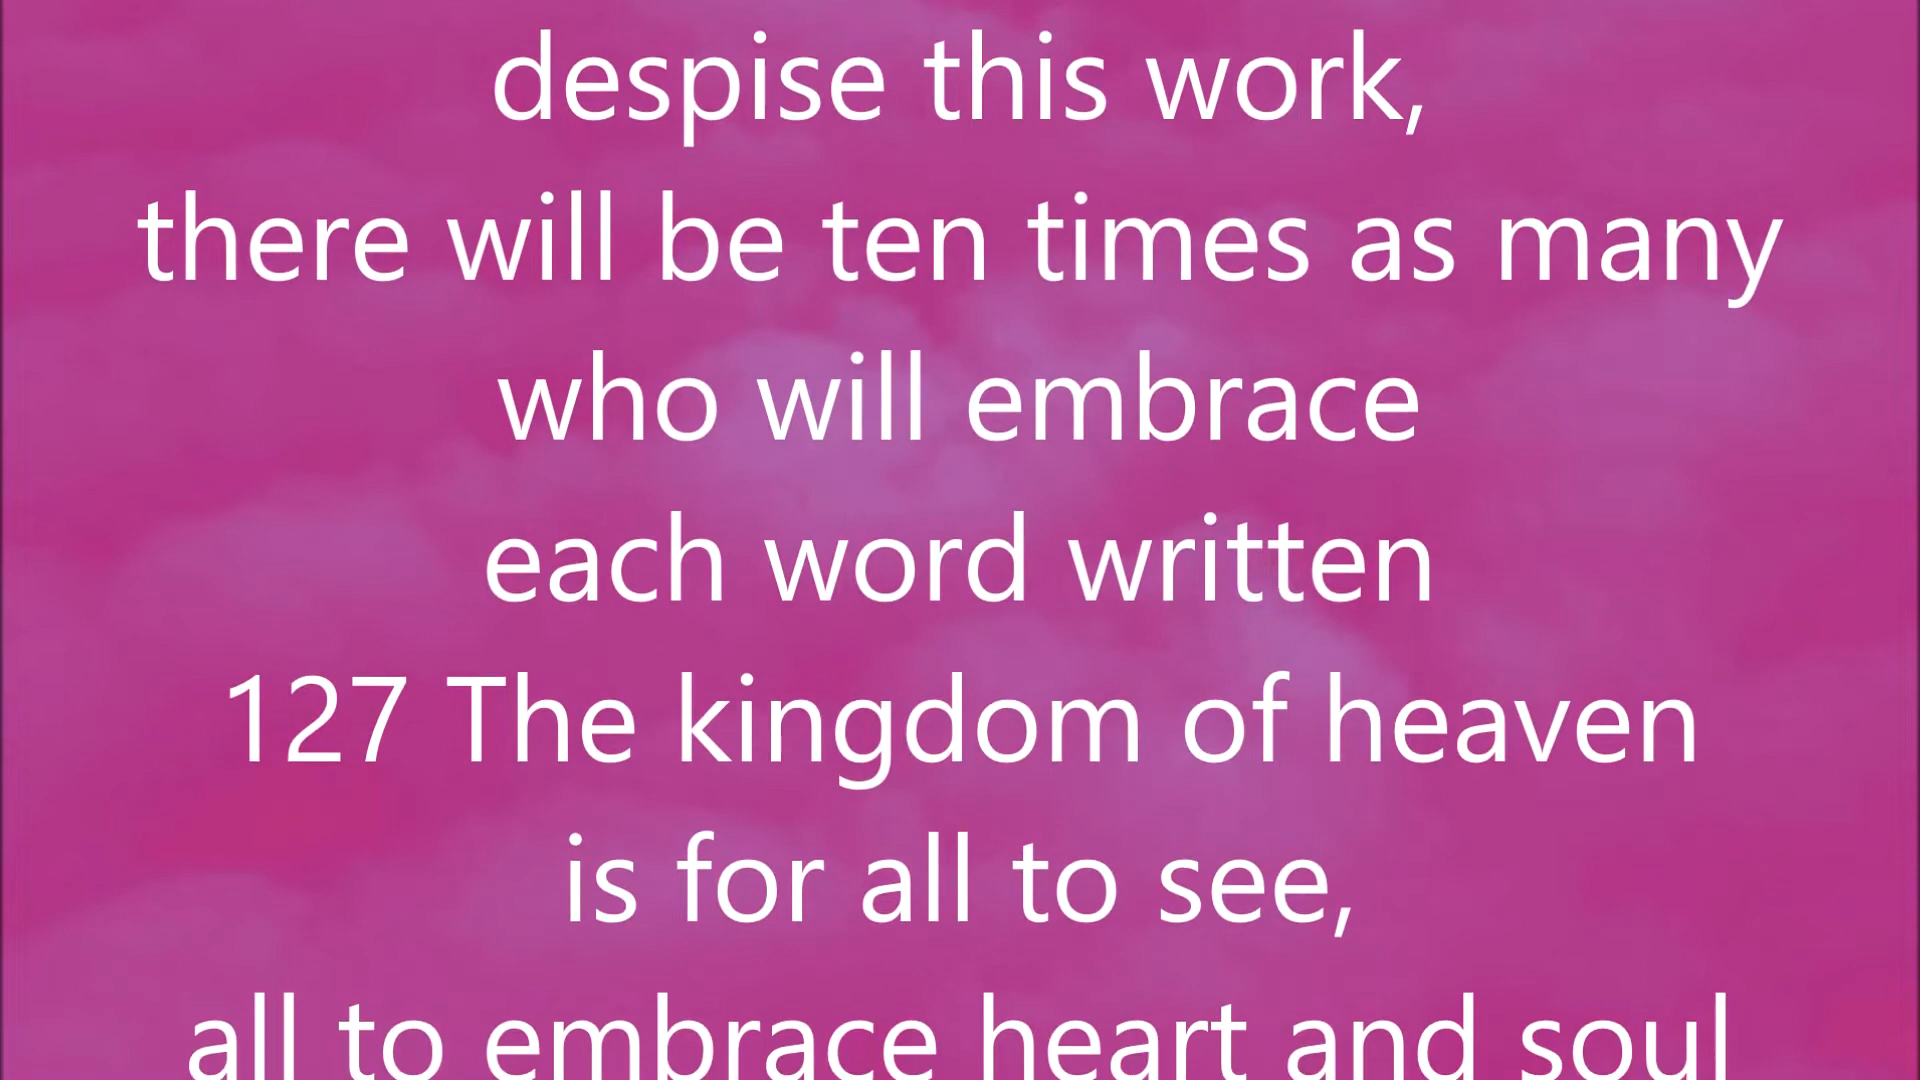 despise this work,
there will be ten times as many
who will embrace
each word written
127 The kingdom of heaven
is for all to see,
all to embrace heart and soul